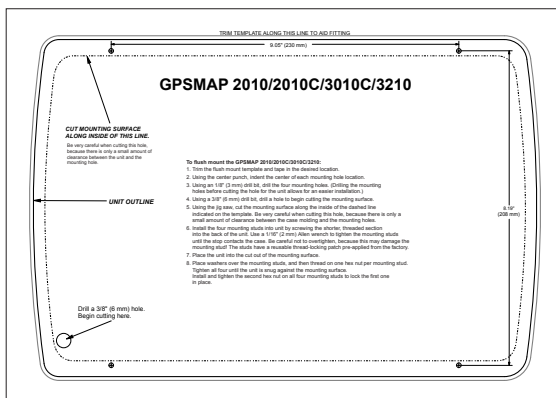 TRIM TEMPLATE ALONG THIS LINE TO AID FITTING
9.05" (230 mm)
GPSMAP 2010/2010C/3010C/3210
CUT MOUNTING SURFACE
ALONG INSIDE OF THIS LINE.
Be very careful when cutting this hole,
because there is only a small amount of
clearance between the unit and the
mounting hole.
UNIT OUTLINE
To flush mount the GPSMAP 2010/2010C/3010C/3210:
1. Trim the flush mount template and tape in the desired location.
2. Using the center punch, indent the center of each mounting hole location.
3. Using an 1/8" (3 mm) drill bit, drill the four mounting holes. (Drilling the mounting
holes before cutting the hole for the unit allows for an easier installation.)
4. Using a 3/8" (6 mm) drill bit, drill a hole to begin cutting the mounting surface.
5. Using the jig saw, cut the mounting surface along the inside of the dashed line
indicated on the template. Be very careful when cutting this hole, because there is only a
small amount of clearance between the case molding and the mounting holes.
6. Install the four mounting studs into unit by screwing the shorter, threaded section
into the back of the unit. Use a 1/16" (2 mm) Allen wrench to tighten the mounting studs
until the stop contacts the case. Be careful not to overtighten, because this may damage the
mounting stud! The studs have a reusable thread-locking patch pre-applied from the factory.
7. Place the unit into the cut out of the mounting surface.
8. Place washers over the mounting studs, and then thread on one hex nut per mounting stud.
Tighten all four until the unit is snug against the mounting surface.
Install and tighten the second hex nut on all four mounting studs to lock the first one
in place.
8.19"
(208 mm)
Drill a 3/8" (6 mm) hole.
Begin cutting here.